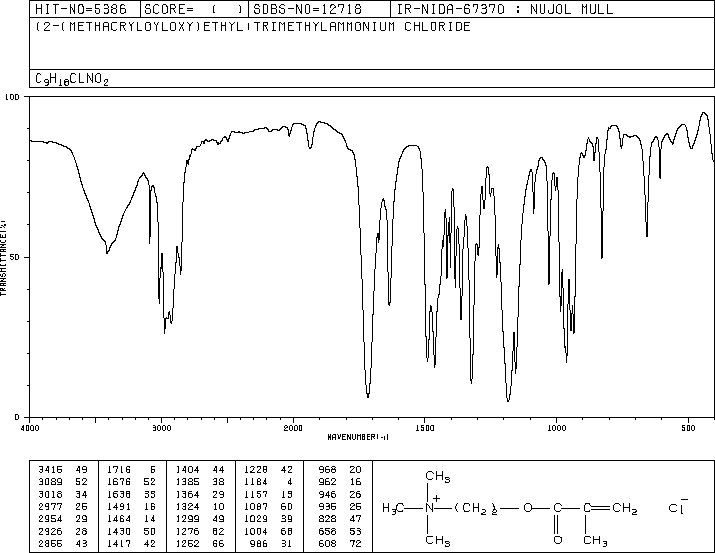 HIT-NO=5386 SCORE= ( ) SDBS-NO=12718 IR-NIDA-67370 : NUJOL MULL
(2-(METHACRYLOYLOXY)ETHYL)TRIMETHYLAMMONIUM CHLORIDE
C9H18CLNO2
100
50
0
TRANSMITTANCE(%)
4000 3000 2000 1500 1000 500
WAVENUMBER(-1)
3415 49 1716 6 1404 44 1228 42 968 20
3089 52 1676 52 1385 38 1184 4 962 16
3018 34 1638 33 1364 29 1157 13 946 26
2977 25 1491 16 1324 10 1087 60 935 25
2954 29 1464 14 1299 49 1029 39 828 47
2926 28 1430 50 1276 62 1004 68 658 53
2855 43 1417 42 1252 66 986 31 608 72
CH3
H3C N+ (CH2)2 O C C CH2 Cl−
CH3 O CH3